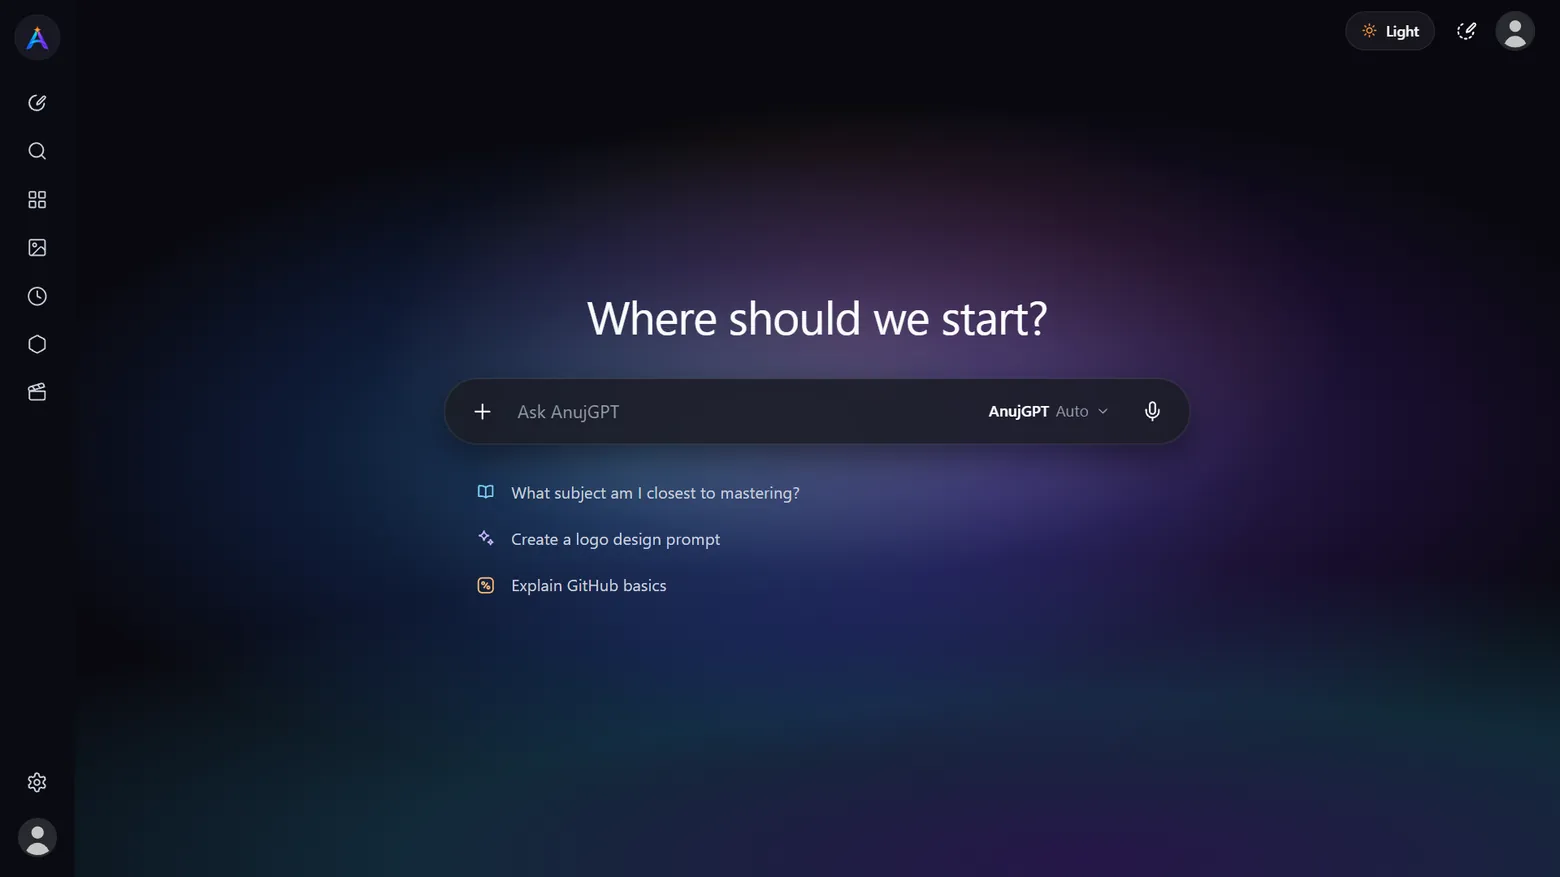 Light
Where should we start?
Ask AnujGPT
AnujGPT Auto
What subject am I closest to mastering?
Create a logo design prompt
Explain GitHub basics